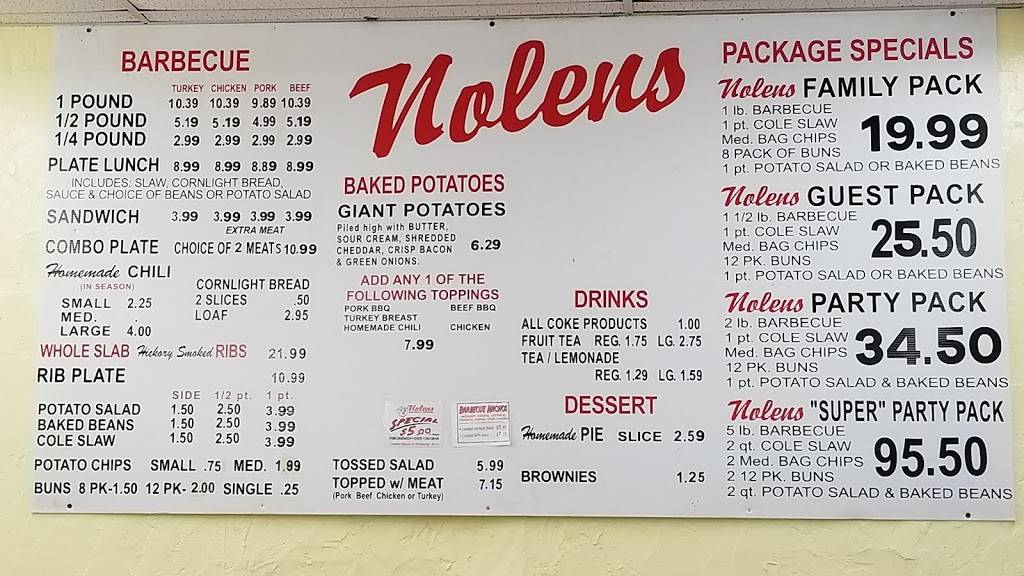 BARBECUE
TURKEY CHICKEN PORK BEEF
1 POUND 10.39 10.39 9.89 10.39
1/2 POUND 5.19 5.19 4.99 5.19
1/4 POUND 2.99 2.99 2.99 2.99
PLATE LUNCH 8.99 8.99 8.89 8.99
INCLUDES; SLAW, CORNLIGHT BREAD,
SAUCE & CHOICE OF BEANS OR POTATO SALAD
SANDWICH 3.99 3.99 3.99 3.99
EXTRA MEAT
COMBO PLATE CHOICE OF 2 MEATS 10.99
Homemade CHILI
(IN SEASON)
SMALL 2.25
MED. .
LARGE 4.00
CORNLIGHT BREAD
2 SLICES .50
LOAF 2.95
WHOLE SLAB Hickory Smoked RIBS 21.99
RIB PLATE 10.99
SIDE 1/2 pt. 1 pt.
POTATO SALAD 1.50 2.50 3.99
BAKED BEANS 1.50 2.50 3.99
COLE SLAW 1.50 2.50 3.99
POTATO CHIPS SMALL .75 MED. 1.99
BUNS 8 PK-1.50 12 PK- 2.00 SINGLE .25
Nolens
BAKED POTATOES
GIANT POTATOES
Piled high with BUTTER,
SOUR CREAM, SHREDDED
CHEDDAR, CRISP BACON
& GREEN ONIONS.
6.29
ADD ANY 1 OF THE
FOLLOWING TOPPINGS
PORK BBQ BEEF BBQ
TURKEY BREAST
HOMEMADE CHILI CHICKEN
7.99
Nolens
SPECIAL
$5.00
BARBECUE NACHOS
TOSSED SALAD 5.99
TOPPED w/ MEAT 7.15
(Pork Beef Chicken or Turkey)
DRINKS
ALL COKE PRODUCTS 1.00
FRUIT TEA REG. 1.75 LG. 2.75
TEA / LEMONADE
REG. 1.29 LG. 1.59
DESSERT
Homemade PIE SLICE 2.59
BROWNIES 1.25
PACKAGE SPECIALS
Nolens FAMILY PACK
1 lb. BARBECUE
1 pt. COLE SLAW
Med. BAG CHIPS
8 PACK OF BUNS
1 pt. POTATO SALAD OR BAKED BEANS
19.99
Nolens GUEST PACK
1 1/2 lb. BARBECUE
1 pt. COLE SLAW
Med. BAG CHIPS
12 PK. BUNS
1 pt. POTATO SALAD OR BAKED BEANS
25.50
Nolens PARTY PACK
2 lb. BARBECUE
1 pt. COLE SLAW
Med. BAG CHIPS
12 PK. BUNS
1 pt. POTATO SALAD & BAKED BEANS
34.50
Nolens "SUPER" PARTY PACK
5 lb. BARBECUE
2 qt. COLE SLAW
2 Med. BAG CHIPS
2 12 PK. BUNS
2 qt. POTATO SALAD & BAKED BEANS
95.50